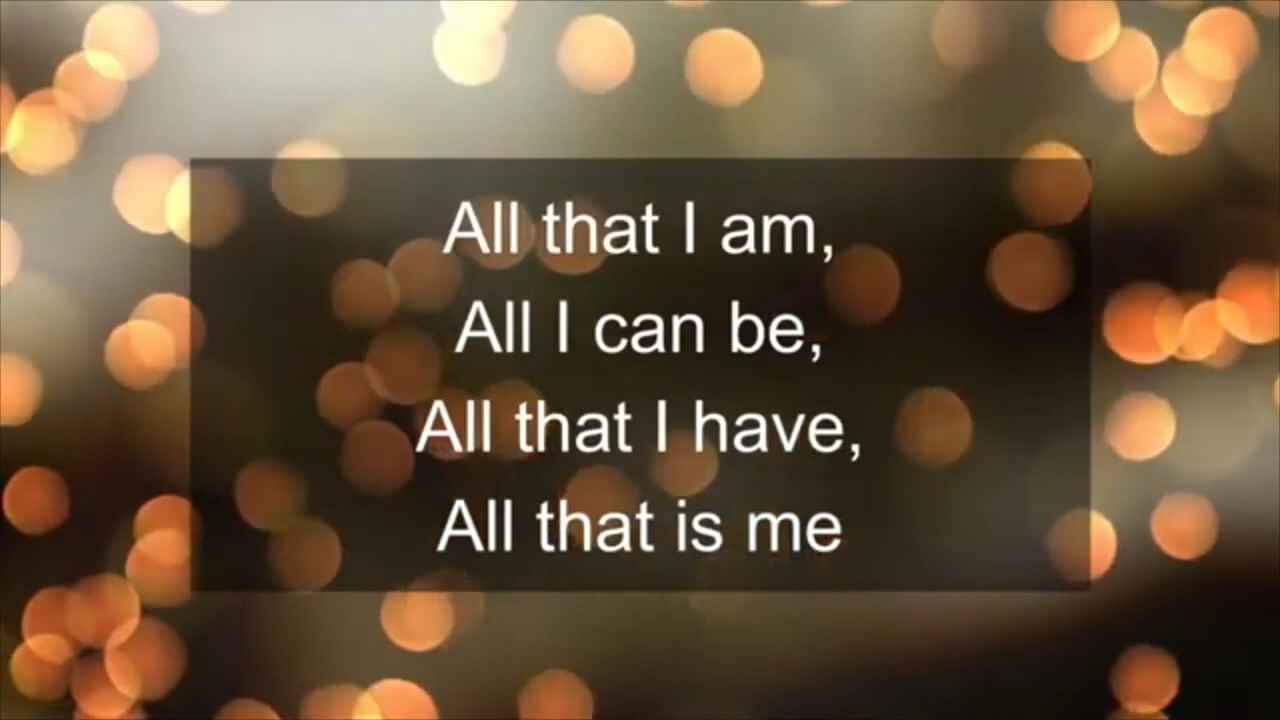 All that I am,
All I can be,
All that I have,
All that is me